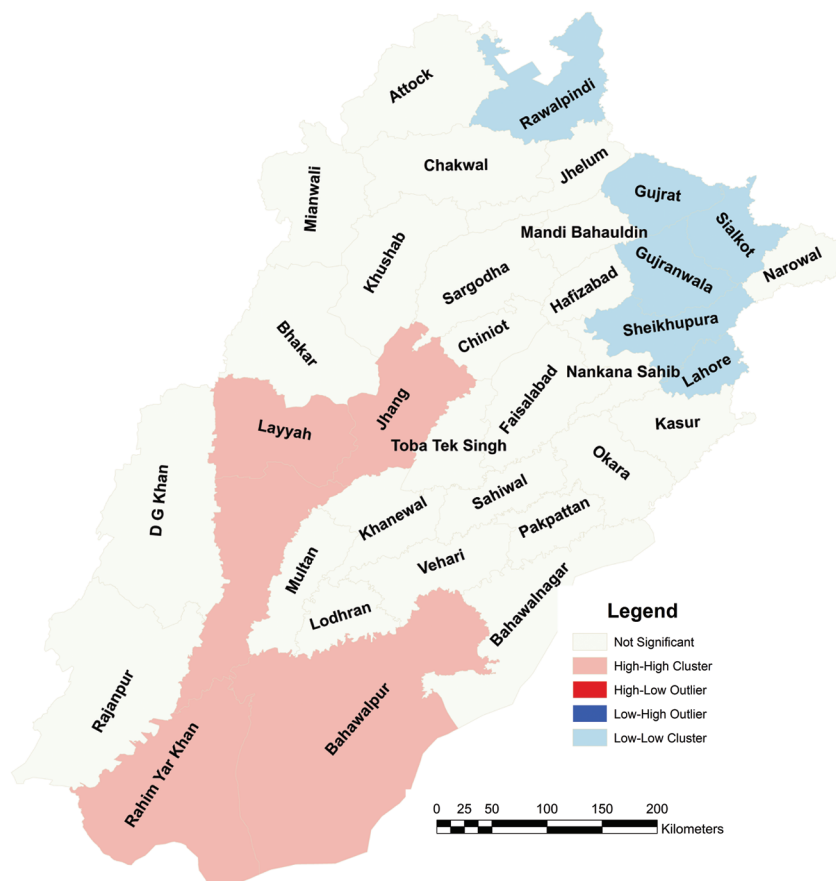 Attock
Rawalpindi
Chakwal
Jhelum
Mianwali
Gujrat
Sialkot
Khushab
Mandi Bahauldin
Narowal
Gujranwala
Sargodha
Hafizabad
Bhakar
Chiniot
Sheikhupura
Lahore
Nankana Sahib
Faisalabad
Jhang
Layyah
Kasur
Toba Tek Singh
Okara
D G Khan
Sahiwal
Khanewal
Pakpattan
Multan
Vehari
Bahawalnagar
Lodhran
Rajanpur
Bahawalpur
Rahim Yar Khan
Legend
Not Significant
High-High Cluster
High-Low Outlier
Low-High Outlier
Low-Low Cluster
0 25 50 100 150 200
Kilometers